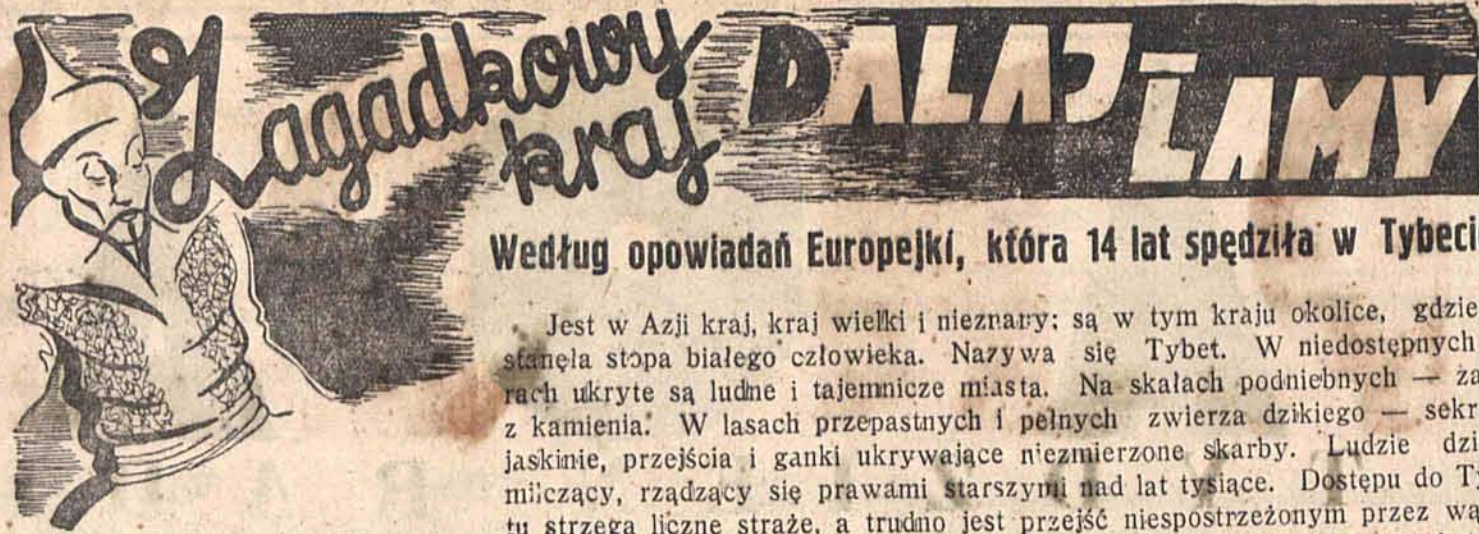 Zagadkowy
kraj
DALAJ-
LAMY
Według opowiadań Europejki, która 14 lat spędziła w Tybeci
Jest w Azji kraj, kraj wielki i nieznany: są w tym kraju okolice, gdzie
stanęła stopa białego człowieka. Nazywa się Tybet. W niedostępnych
rach ukryte są ludne i tajemnicze miasta. Na skałach podniebnych — za
z kamienia. W lasach przepastnych i pełnych zwierza dzikiego — sekr
jaskinie, przejścia i ganki ukrywające niezmierzone skarby. Ludzie dzi
milczący, rządzący się prawami starszymi nad lat tysiące. Dostępu do Ty
tu strzegą liczne straże, a trudno jest przejść niespostrzeżonym przez wą